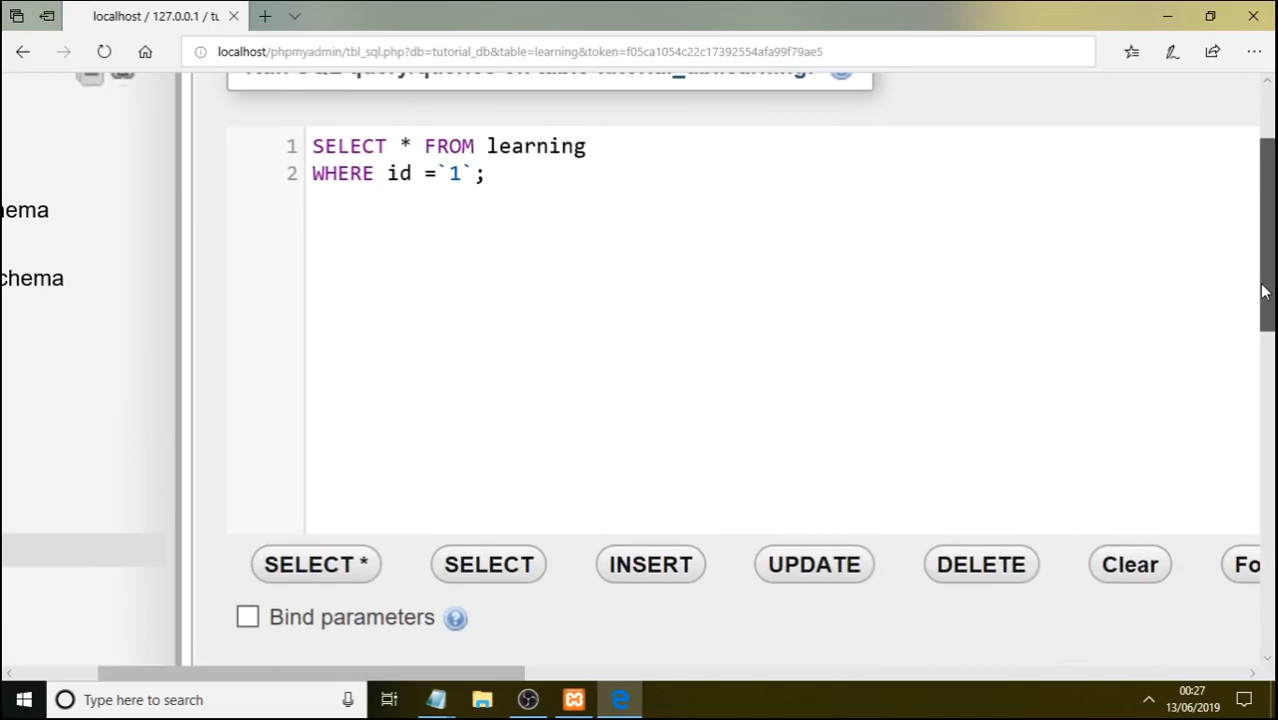 localhost / 127.0.0.1 / tu
localhost/phpmyadmin/tbl_sql.php?db=tutorial_db&table=learning&token=f05ca1054c22c17392554afa99f79ae5
1 SELECT * FROM learning
2 WHERE id =`1`;
hema
chema
SELECT * SELECT INSERT UPDATE DELETE Clear Fo
Bind parameters
Type here to search
00:27
13/06/2019